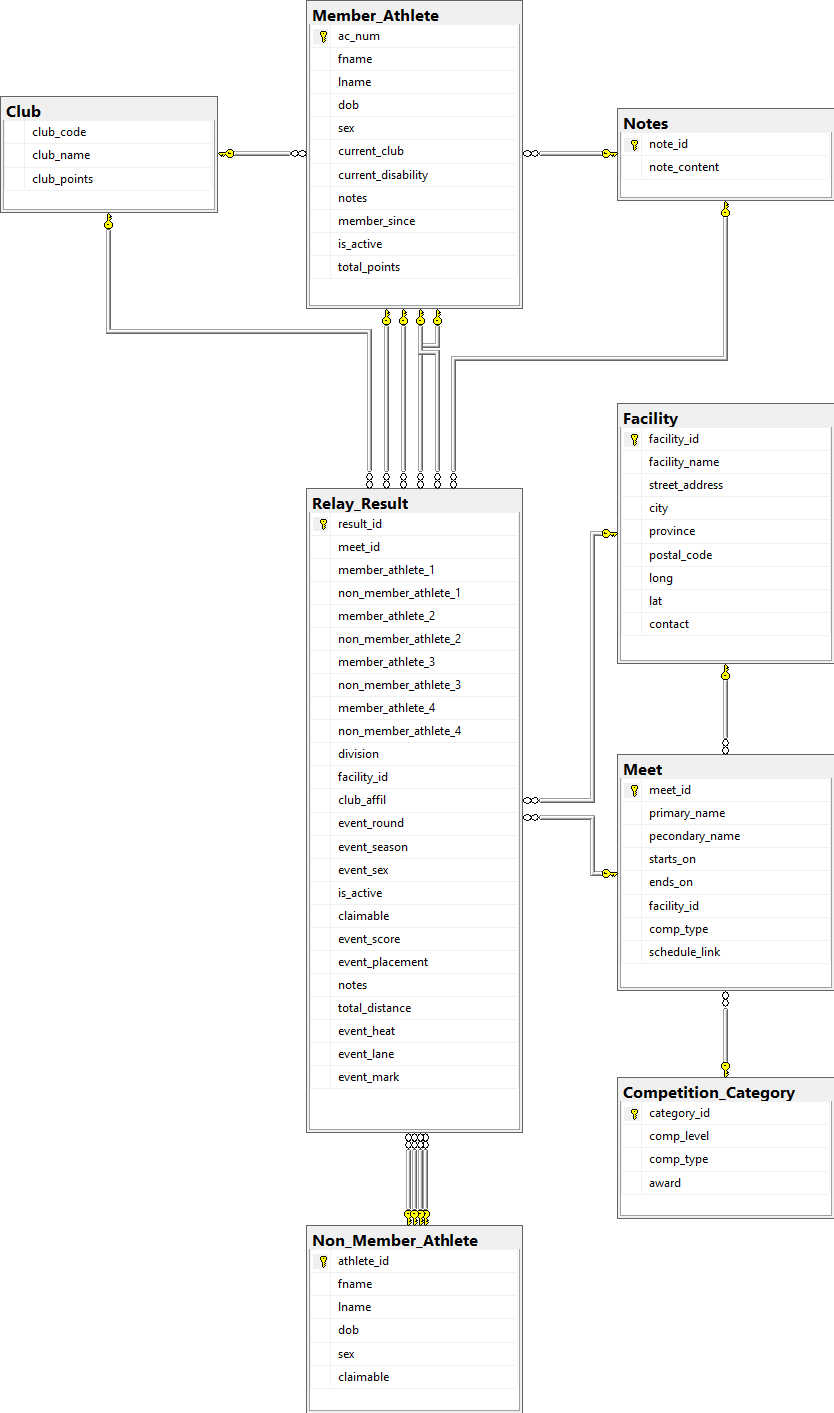 Member_Athlete
ac_num
fname
lname
dob
sex
current_club
current_disability
notes
member_since
is_active
total_points
Club
club_code
club_name
club_points
Notes
note_id
note_content
Facility
facility_id
facility_name
street_address
city
province
postal_code
long
lat
contact
Relay_Result
result_id
meet_id
member_athlete_1
non_member_athlete_1
member_athlete_2
non_member_athlete_2
member_athlete_3
non_member_athlete_3
member_athlete_4
non_member_athlete_4
division
facility_id
club_affil
event_round
event_season
event_sex
is_active
claimable
event_score
event_placement
notes
total_distance
event_heat
event_lane
event_mark
Meet
meet_id
primary_name
pecondary_name
starts_on
ends_on
facility_id
comp_type
schedule_link
Competition_Category
category_id
comp_level
comp_type
award
Non_Member_Athlete
athlete_id
fname
lname
dob
sex
claimable